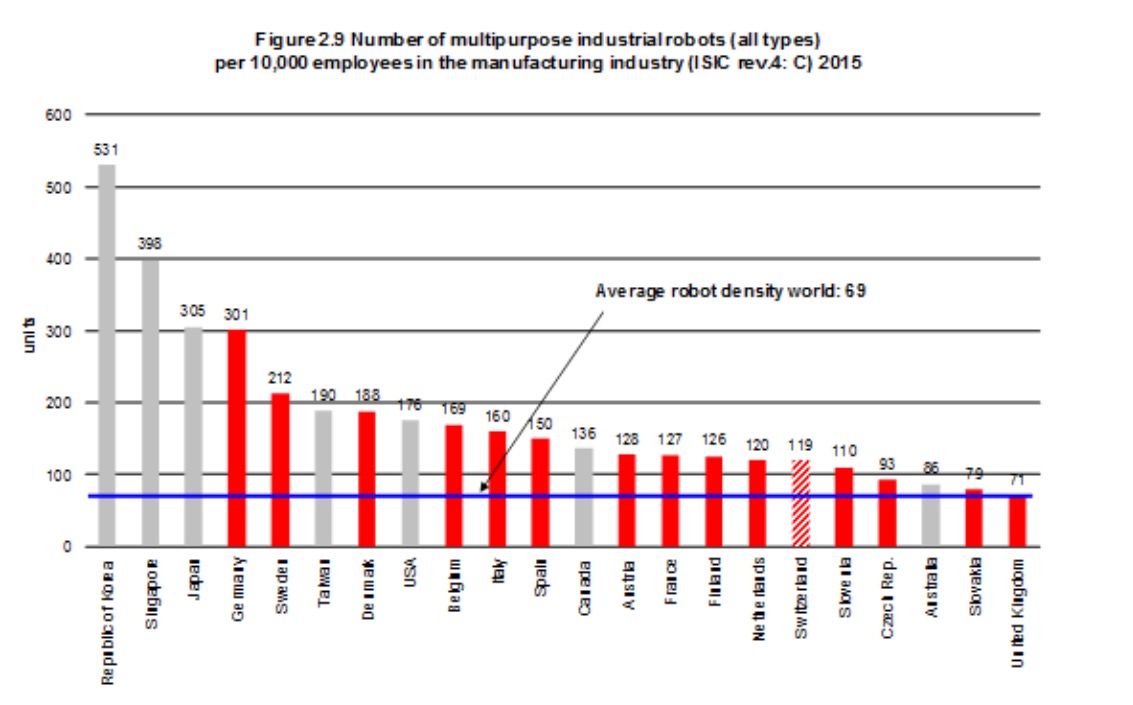 Figure 2.9 Number of multipurpose industrial robots (all types)
per 10,000 employees in the manufacturing industry (ISIC rev.4: C) 2015
units
600
500
400
300
200
100
0
531
398
305
301
212
190
188
176
169
160
150
136
128
127
126
120
119
110
93
86
79
71
Average robot density world: 69
Republic of Korea
Singapore
Japan
Germany
Sweden
Taiwan
Denmark
USA
Belgium
Italy
Spain
Canada
Austria
France
Finland
Netherlands
Switzerland
Slovenia
Czech Rep.
Australia
Slovakia
United Kingdom